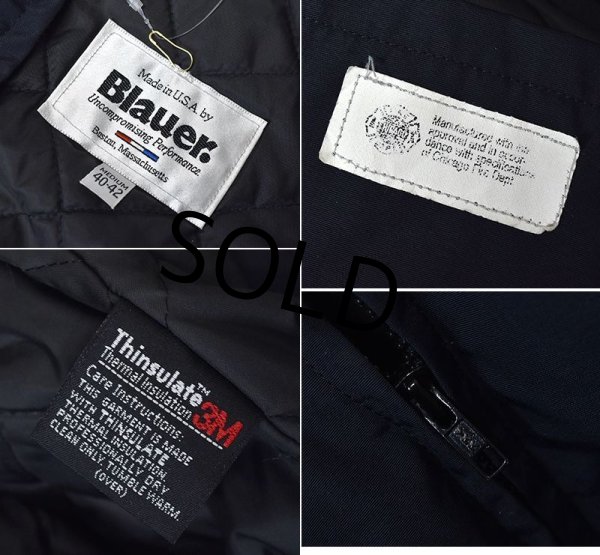 Made in U.S.A. by
Blauer.
Uncompromising Performance
Boston, Massachusetts
MEDIUM
40-42
Manufactured with the
approval and in accor-
dance with specifications
of Chicago Fire Dept.
SOLD
Thinsulate™
Thermal Insulation
3M
Care Instructions.
THIS GARMENT IS MADE
WITH THINSULATE
THERMAL INSULATION.
PROFESSIONALLY DRY
CLEAN ONLY. TUMBLE WARM.
(OVER)